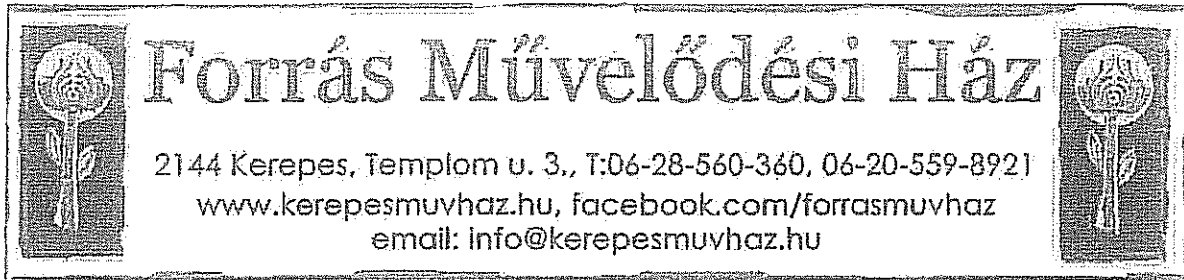 Forrás Művelődési Ház
2144 Kerepes, Templom u. 3., T:06-28-560-360, 06-20-559-8921
www.kerepesmuvhaz.hu, facebook.com/forrasmuvhaz
email: info@kerepesmuvhaz.hu